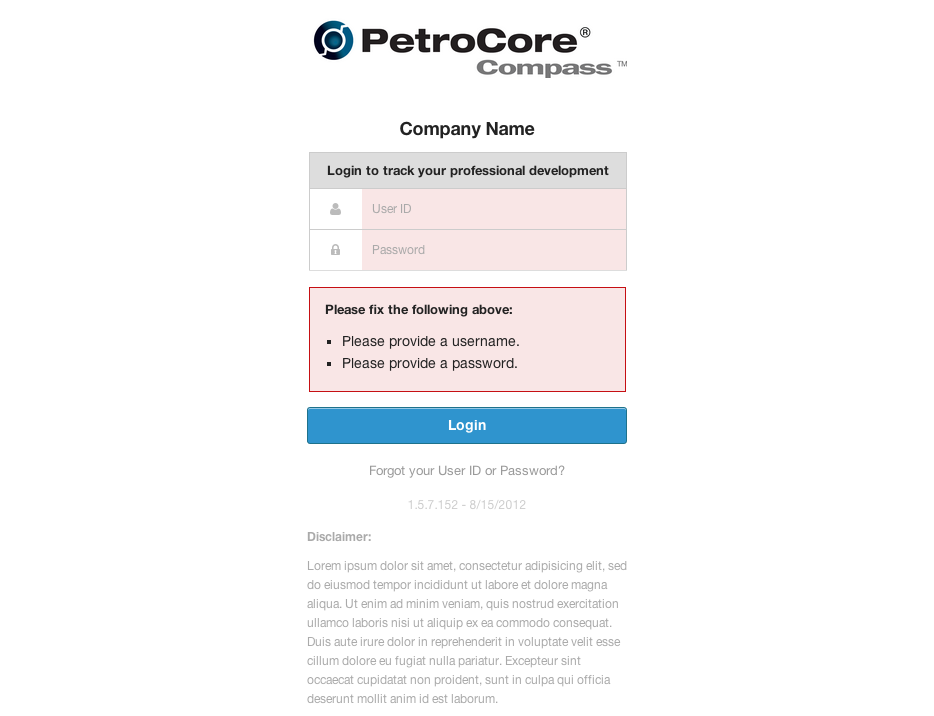 PetroCore®
Compass ™
Company Name
Login to track your professional development
User ID
Password
Please fix the following above:
▪ Please provide a username.
▪ Please provide a password.
Login
Forgot your User ID or Password?
1.5.7.152 - 8/15/2012
Disclaimer:
Lorem ipsum dolor sit amet, consectetur adipisicing elit, sed
do eiusmod tempor incididunt ut labore et dolore magna
aliqua. Ut enim ad minim veniam, quis nostrud exercitation
ullamco laboris nisi ut aliquip ex ea commodo consequat.
Duis aute irure dolor in reprehenderit in voluptate velit esse
cillum dolore eu fugiat nulla pariatur. Excepteur sint
occaecat cupidatat non proident, sunt in culpa qui officia
deserunt mollit anim id est laborum.